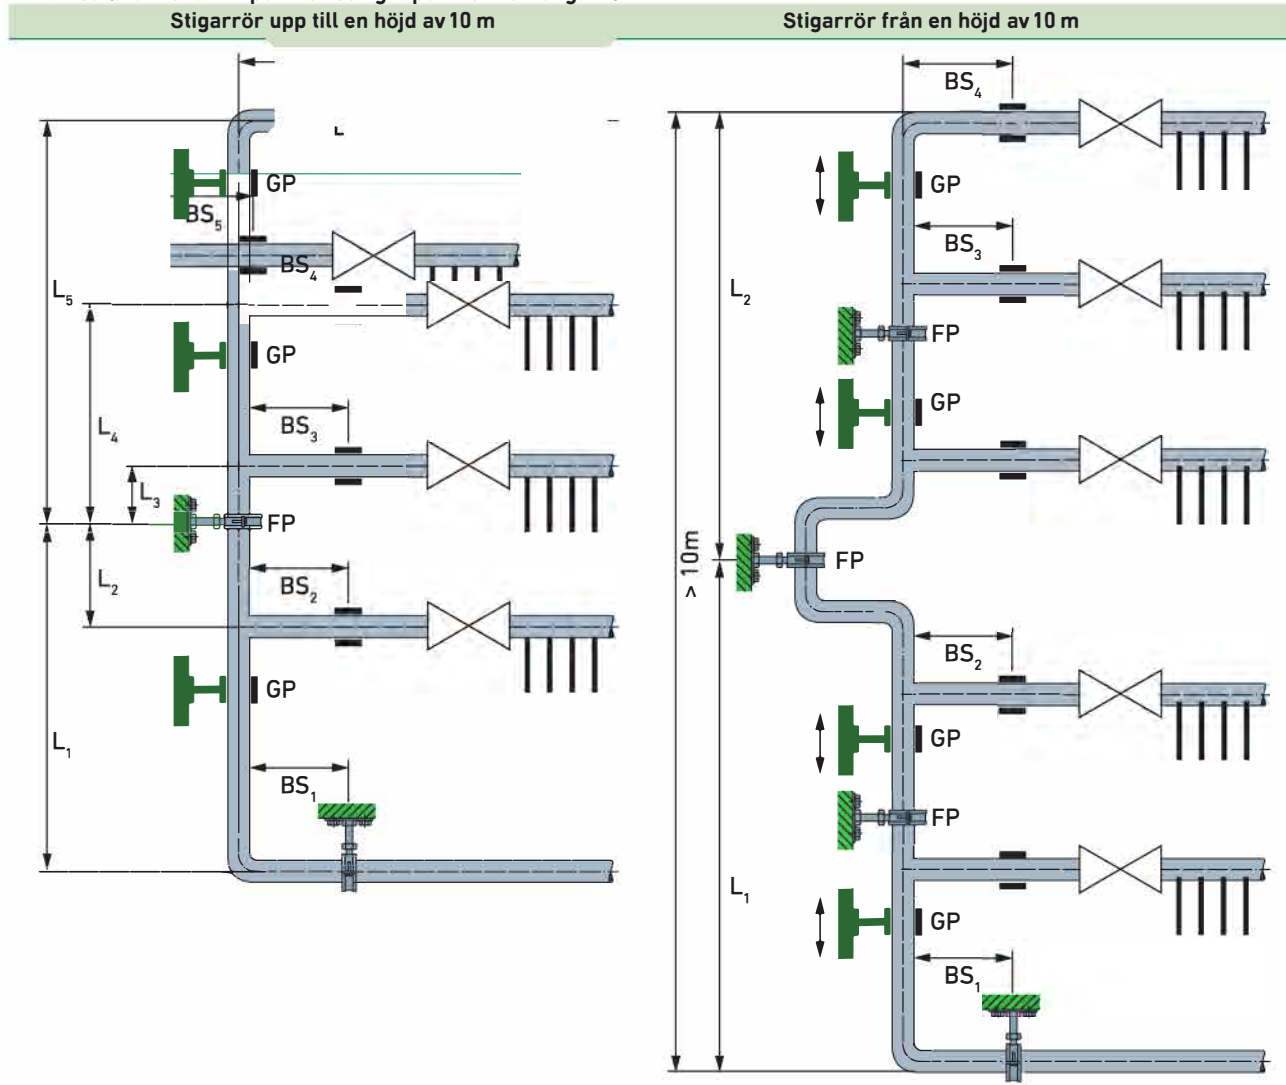 Stigarrör upp till en höjd av 10 m
Stigarrör från en höjd av 10 m
GP
BS5
BS4
L5
GP
BS3
L4
L3
FP
BS2
L2
GP
L1
BS1
BS4
GP
BS3
L2
FP
GP
> 10m
FP
BS2
GP
FP
L1
GP
BS1